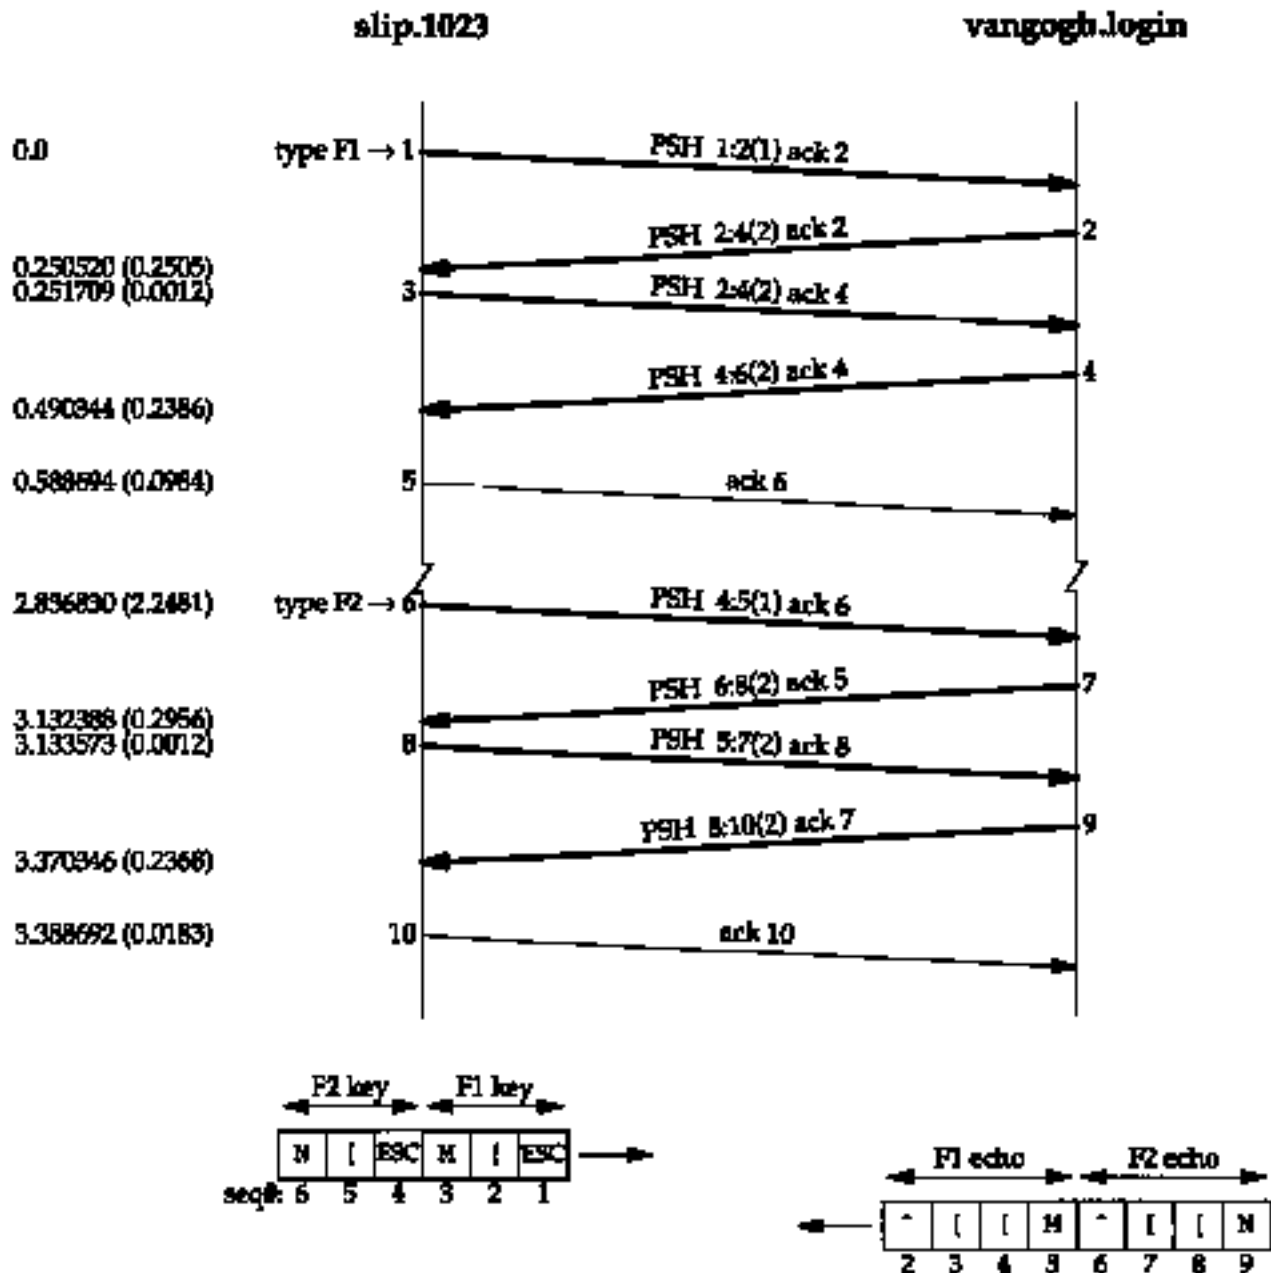 slip.1023 vangogh.login
0.0 type F1 → 1 PSH 1:2(1) ack 2
PSH 2:4(2) ack 2 2
0.250520 (0.2505)
0.251709 (0.0012) 3 PSH 2:4(2) ack 4
PSH 4:6(2) ack 4 4
0.490344 (0.2386)
0.588694 (0.0984) 5 ack 6
2.836830 (2.2481) type F2 → 6 PSH 4:5(1) ack 6
PSH 6:8(2) ack 5 7
3.132388 (0.2956)
3.133573 (0.0012) 8 PSH 5:7(2) ack 8
PSH 8:10(2) ack 7 9
3.370346 (0.2368)
3.388692 (0.0183) 10 ack 10
F2 key F1 key
N [ ESC M [ ESC
seq#: 6 5 4 3 2 1
F1 echo F2 echo
^ [ [ M ^ [ [ N
2 3 4 5 6 7 8 9